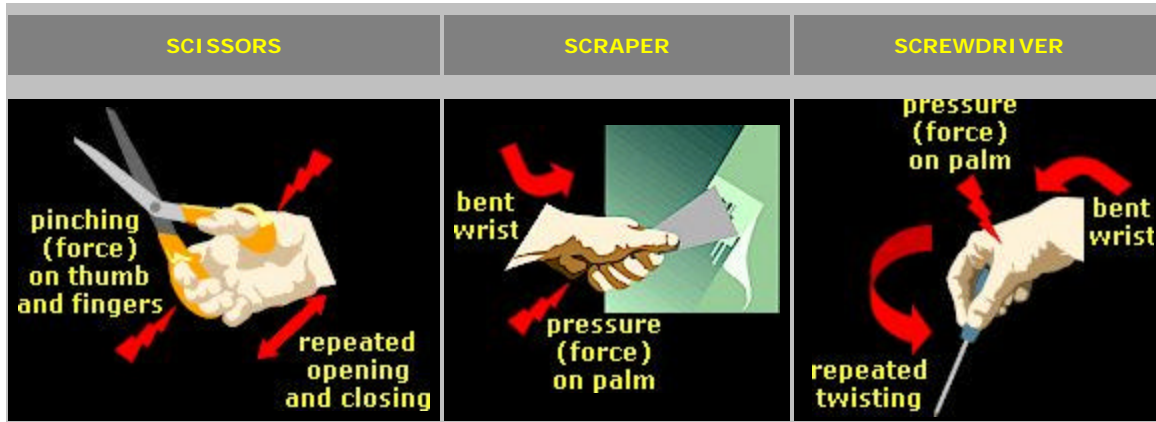 SCISSORS
SCRAPER
SCREWDRIVER
pinching
(force)
on thumb
and fingers
repeated
opening
and closing
bent
wrist
pressure
(force)
on palm
pressure
(force)
on palm
bent
wrist
repeated
twisting